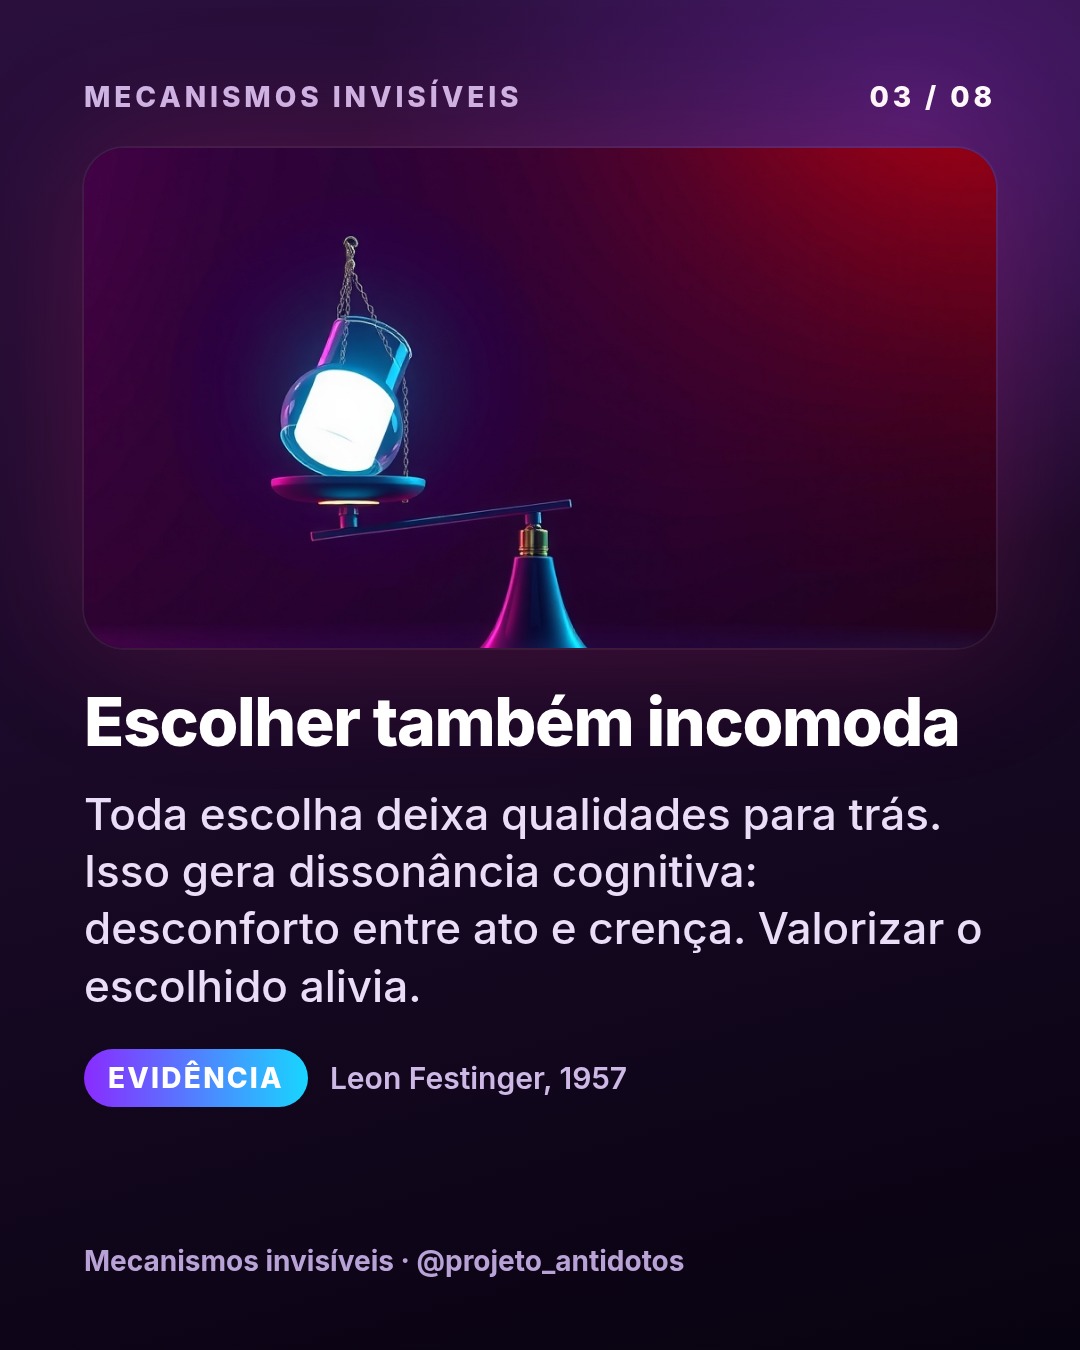 MECANISMOS INVISÍVEIS
03 / 08
Escolher também incomoda
Toda escolha deixa qualidades para trás.
Isso gera dissonância cognitiva:
desconforto entre ato e crença. Valorizar o
escolhido alivia.
EVIDÊNCIA
Leon Festinger, 1957
Mecanismos invisíveis · @projeto_antidotos